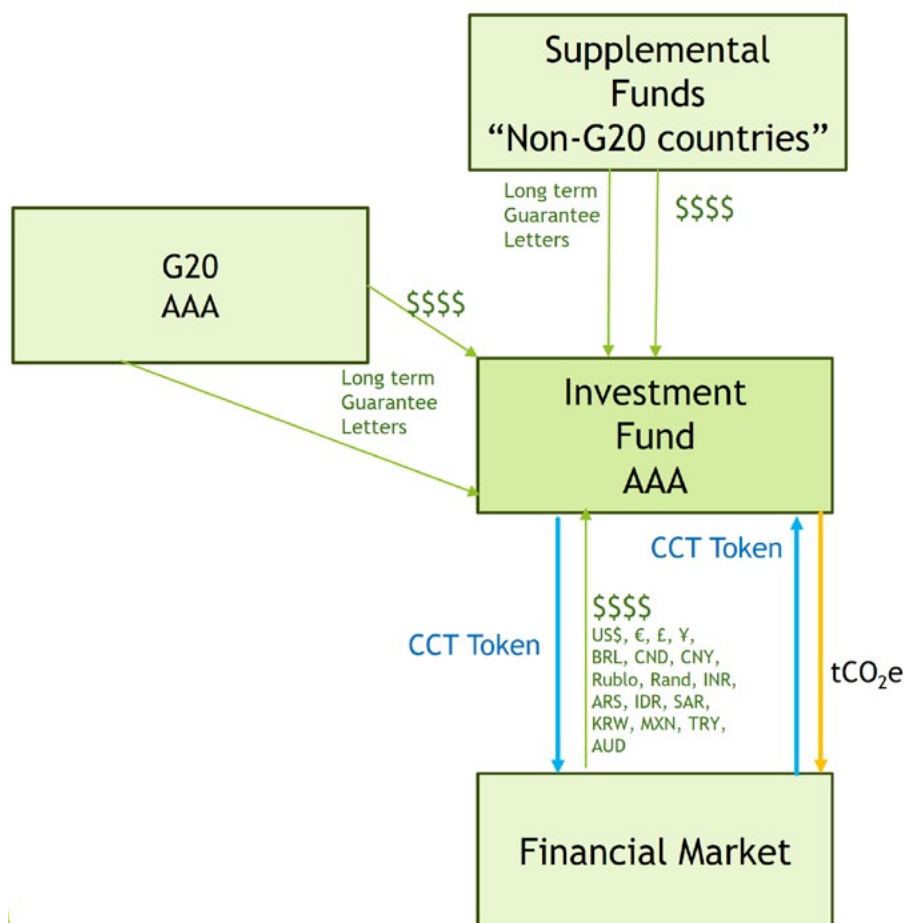 Supplemental
Funds
“Non-G20 countries”
Long term
Guarantee
Letters
$$$$
G20
AAA
$$$$
Long term
Guarantee
Letters
Investment
Fund
AAA
CCT Token
CCT Token
$$$$
US$, €, £, ¥,
BRL, CND, CNY,
Rublo, Rand, INR,
ARS, IDR, SAR,
KRW, MXN, TRY,
AUD
tCO₂e
Financial Market